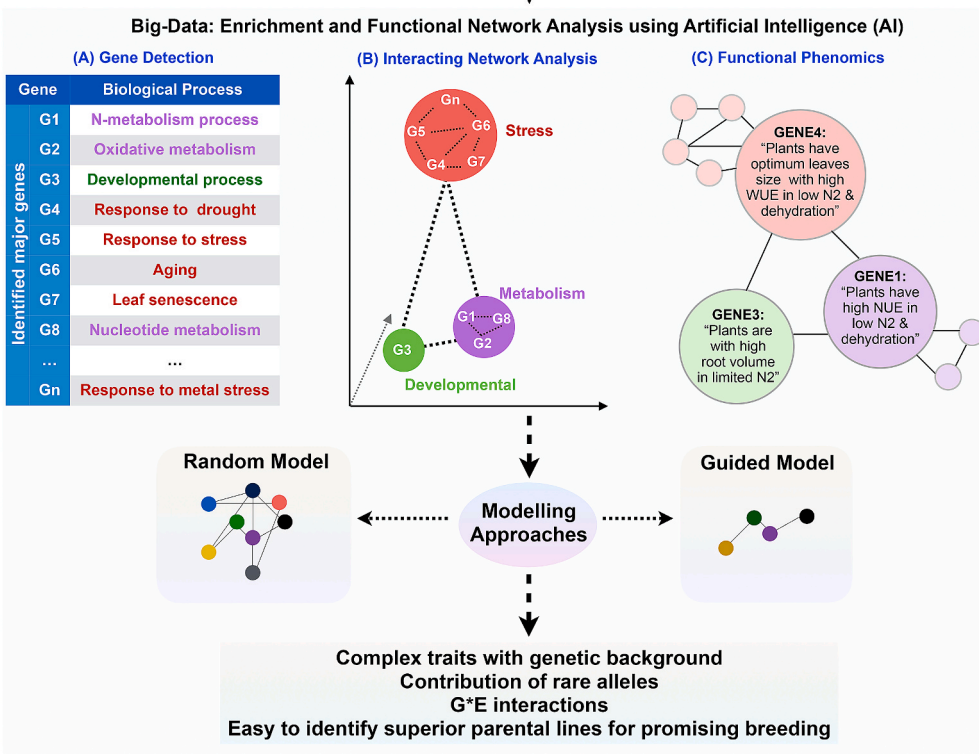 Big-Data: Enrichment and Functional Network Analysis using Artificial Intelligence (AI)
(A) Gene Detection
Gene Biological Process
Identified major genes
G1 N-metabolism process
G2 Oxidative metabolism
G3 Developmental process
G4 Response to drought
G5 Response to stress
G6 Aging
G7 Leaf senescence
G8 Nucleotide metabolism
... ...
Gn Response to metal stress
(B) Interacting Network Analysis
Gn
G5 G6
G4 G7
Stress
Metabolism
G1 G8
G2
G3
Developmental
(C) Functional Phenomics
GENE4:
"Plants have
optimum leaves
size with high
WUE in low N2 &
dehydration"
GENE1:
"Plants have
high NUE in
low N2 &
dehydration"
GENE3:
"Plants are
with high
root volume
in limited N2"
Random Model
Modelling
Approaches
Guided Model
Complex traits with genetic background
Contribution of rare alleles
G*E interactions
Easy to identify superior parental lines for promising breeding